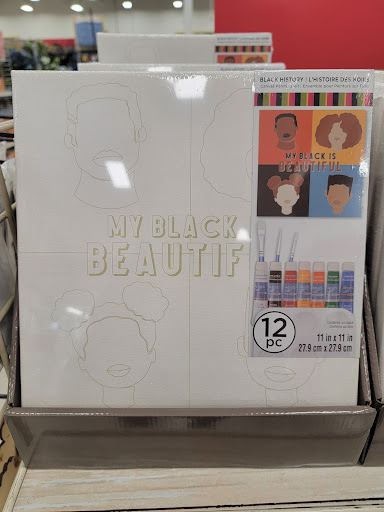 BLACK HISTORY / L'HISTOIRE DES NOIRS
MY BLACK IS
BEAUTIFUL
MY BLACK
BEAUTIF
12
pc
11 in x 11 in
27.9 cm x 27.9 cm